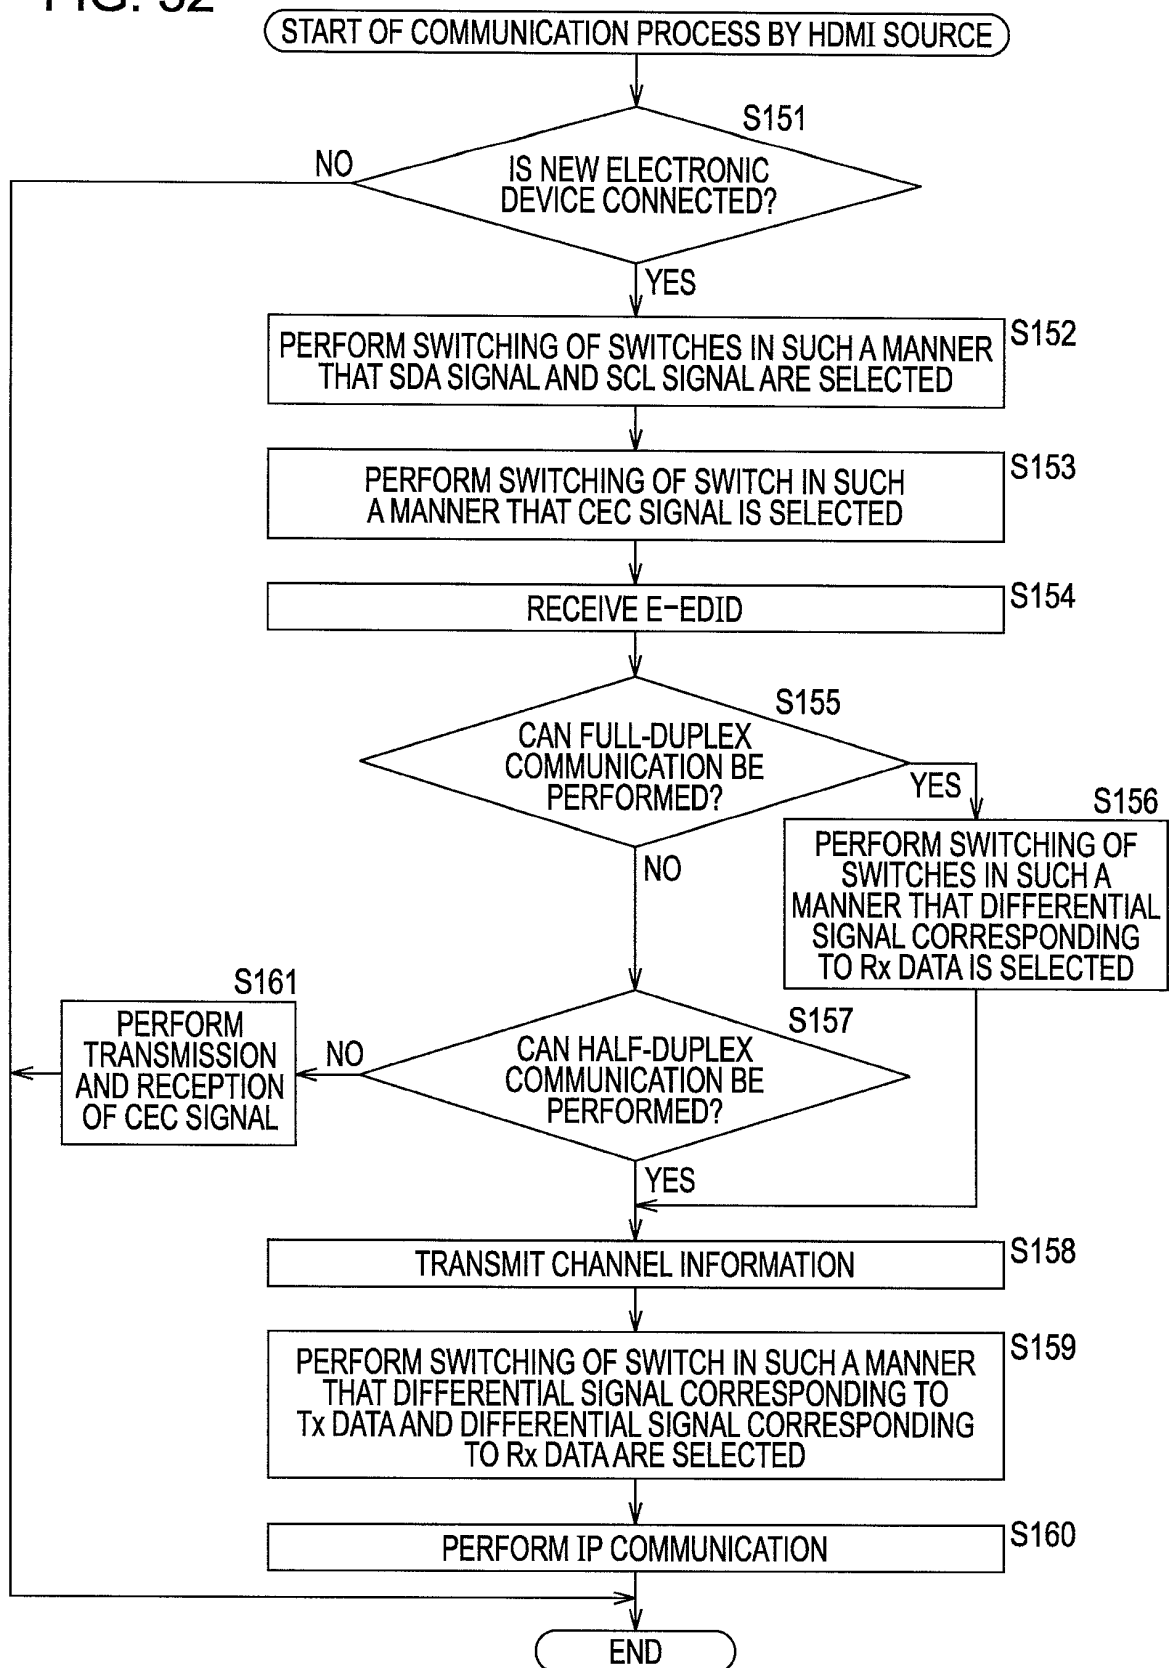 FIG. 32
START OF COMMUNICATION PROCESS BY HDMI SOURCE
S151
NO
IS NEW ELECTRONIC
DEVICE CONNECTED?
YES
S152
PERFORM SWITCHING OF SWITCHES IN SUCH A MANNER
THAT SDA SIGNAL AND SCL SIGNAL ARE SELECTED
S153
PERFORM SWITCHING OF SWITCH IN SUCH
A MANNER THAT CEC SIGNAL IS SELECTED
S154
RECEIVE E-EDID
S155
CAN FULL-DUPLEX
COMMUNICATION BE
PERFORMED?
YES
S156
PERFORM SWITCHING OF
SWITCHES IN SUCH A
MANNER THAT DIFFERENTIAL
SIGNAL CORRESPONDING
TO Rx DATA IS SELECTED
NO
S161
PERFORM
TRANSMISSION
AND RECEPTION
OF CEC SIGNAL
NO
S157
CAN HALF-DUPLEX
COMMUNICATION BE
PERFORMED?
YES
S158
TRANSMIT CHANNEL INFORMATION
S159
PERFORM SWITCHING OF SWITCH IN SUCH A MANNER
THAT DIFFERENTIAL SIGNAL CORRESPONDING TO
Tx DATA AND DIFFERENTIAL SIGNAL CORRESPONDING
TO Rx DATA ARE SELECTED
S160
PERFORM IP COMMUNICATION
END